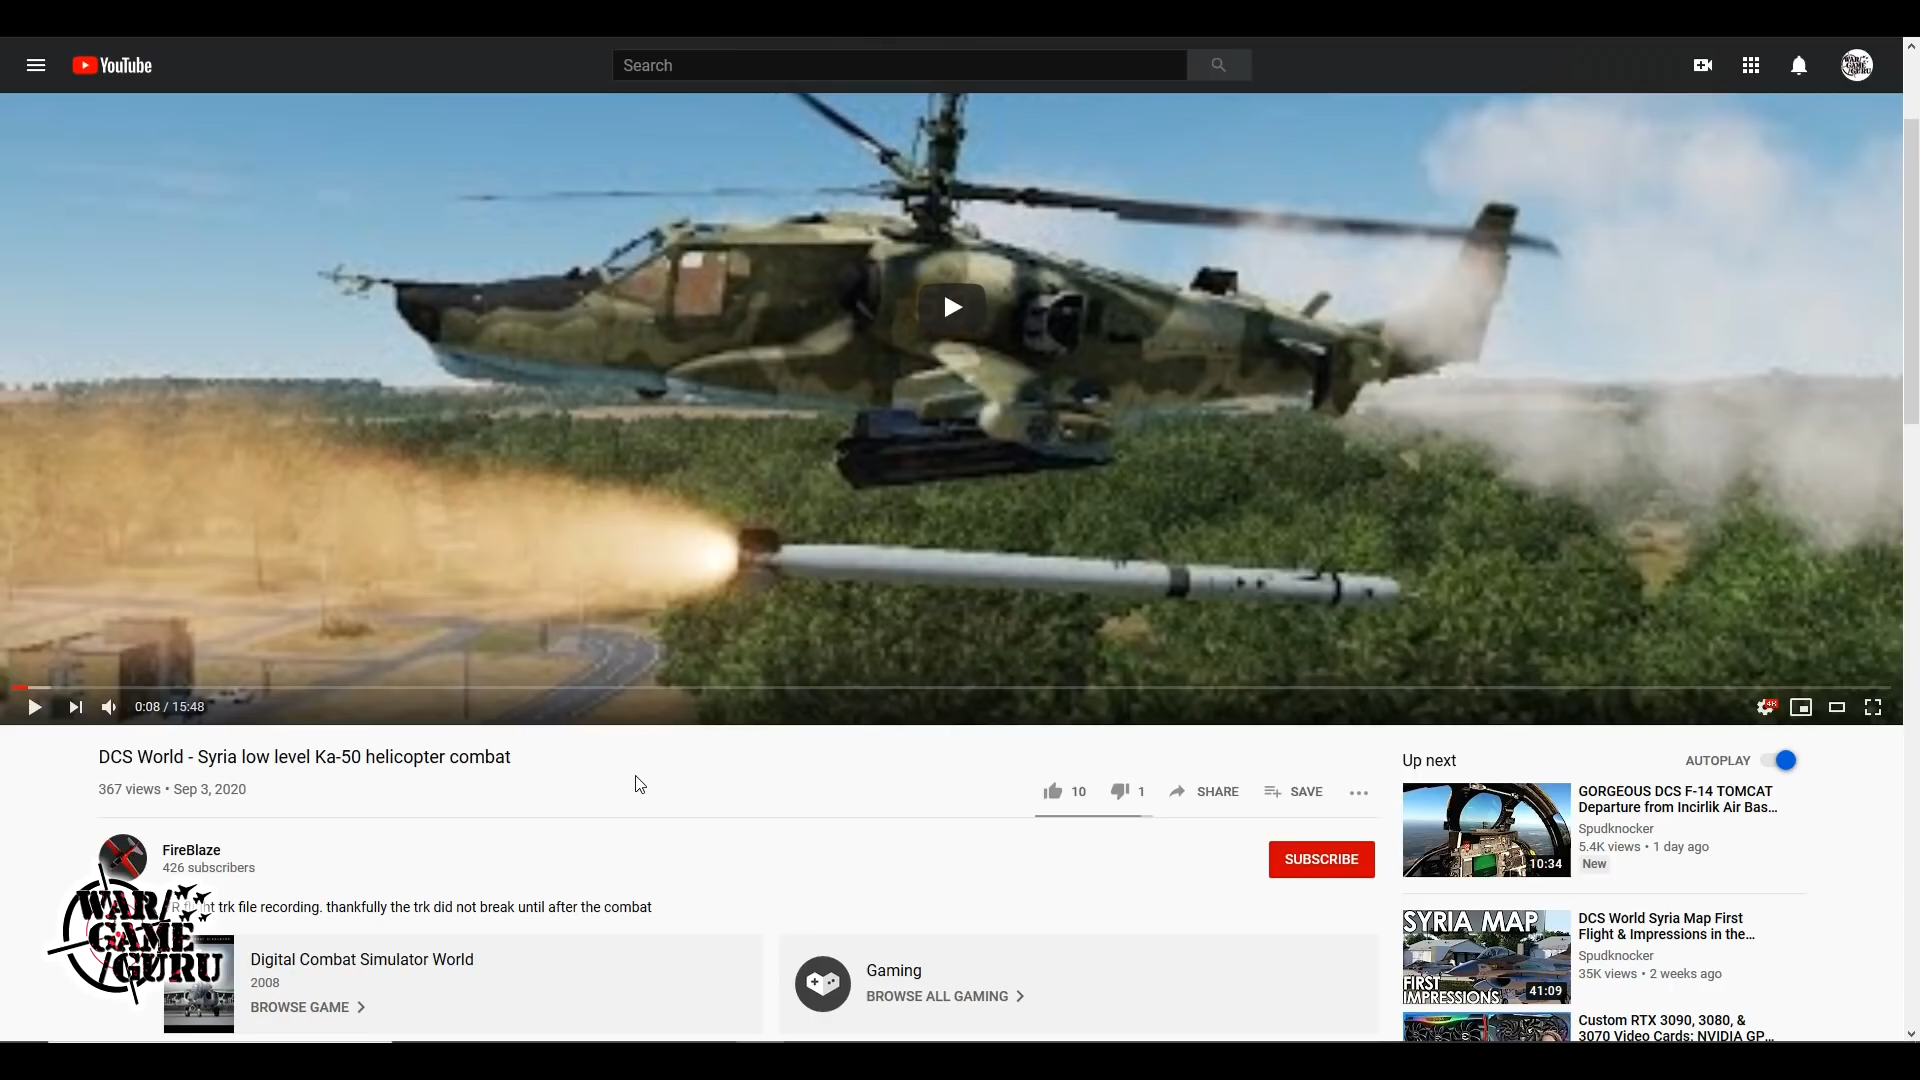 YouTube
Search
WAR/
GAME
GURU
4K
0:08 / 15:48
DCS World - Syria low level Ka-50 helicopter combat
367 views • Sep 3, 2020
10
1
SHARE
SAVE
FireBlaze
426 subscribers
SUBSCRIBE
trk file recording. thankfully the trk did not break until after the combat
WAR/
GAME
GURU
Digital Combat Simulator World
2008
BROWSE GAME
Gaming
BROWSE ALL GAMING
Up next
AUTOPLAY
10:34
GORGEOUS DCS F-14 TOMCAT
Departure from Incirlik Air Bas...
Spudknocker
5.4K views • 1 day ago
New
SYRIA MAP
FIRST
IMPRESSIONS
41:09
DCS World Syria Map First
Flight & Impressions in the...
Spudknocker
35K views • 2 weeks ago
Custom RTX 3090, 3080, &
3070 Video Cards: NVIDIA GP...